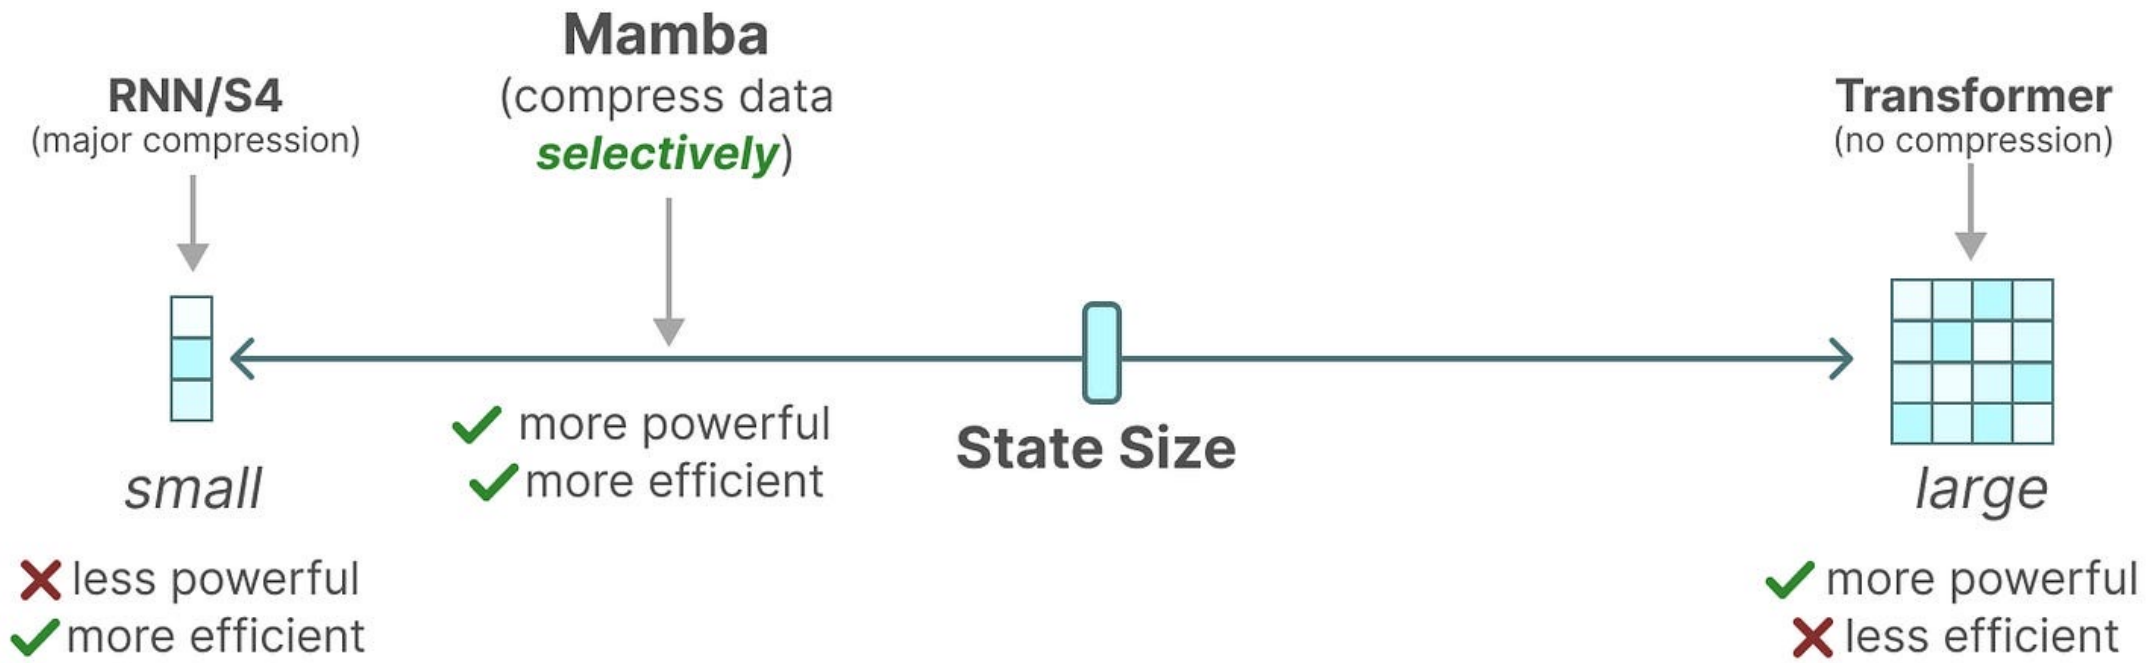 RNN/S4
(major compression)
Mamba
(compress data
selectively)
Transformer
(no compression)
small
less powerful
more efficient
more powerful
more efficient
State Size
large
more powerful
less efficient